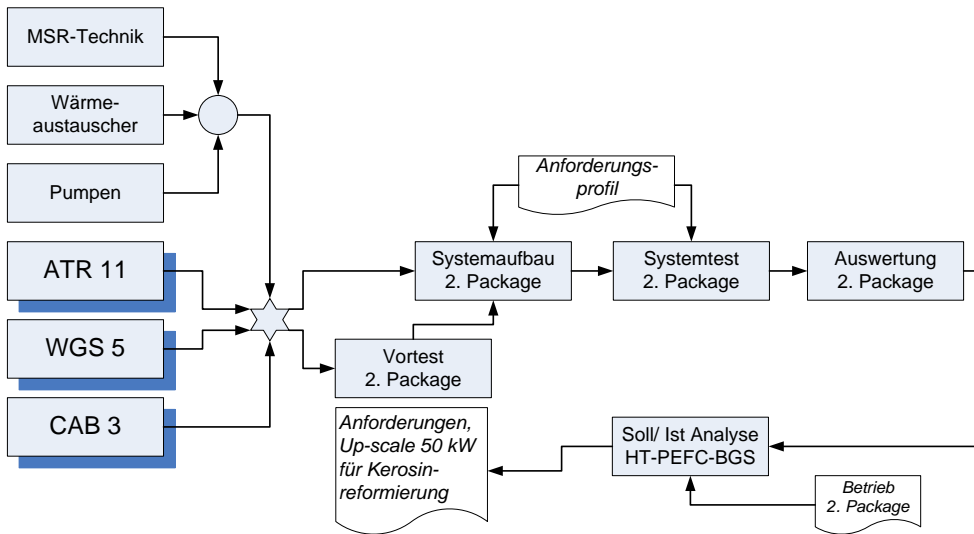 MSR-Technik
Wärme-
austauscher
Pumpen
ATR 11
WGS 5
CAB 3
Anforderungs-
profil
Systemaufbau
2. Package
Systemtest
2. Package
Auswertung
2. Package
Vortest
2. Package
Anforderungen,
Up-scale 50 kW
für Kerosin-
reformierung
Soll/ Ist Analyse
HT-PEFC-BGS
Betrieb
2. Package